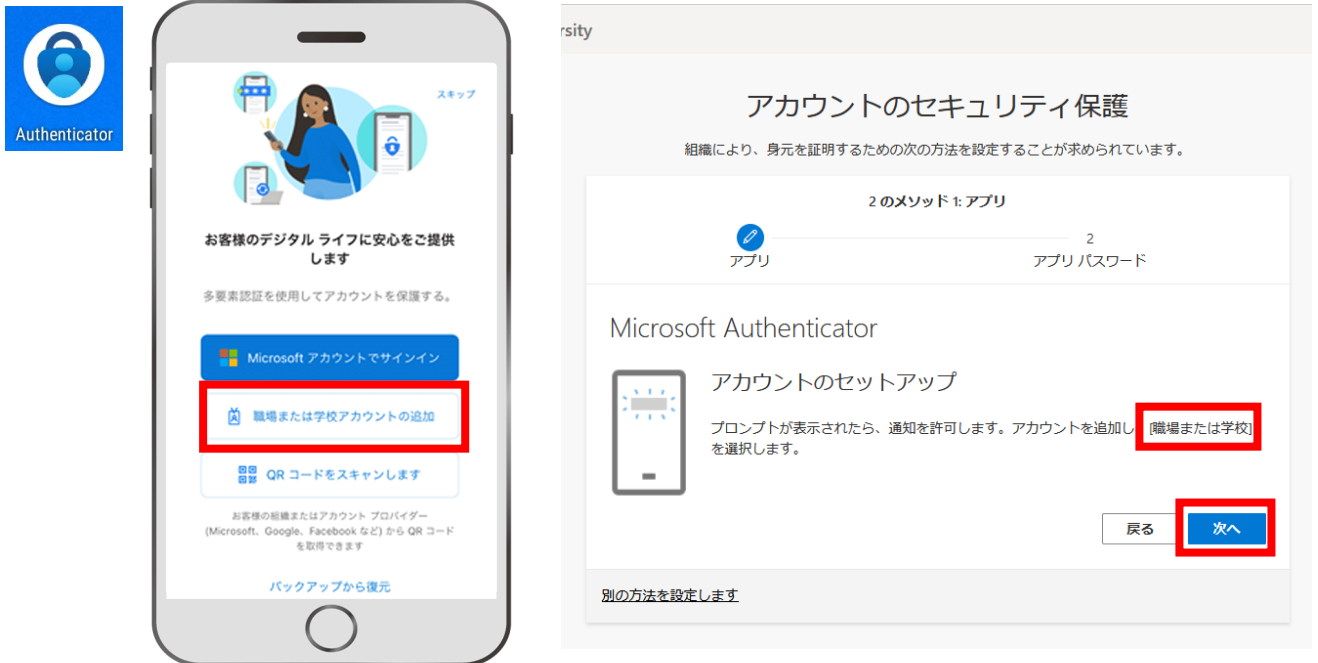 Authenticator
スキップ
お客様のデジタル ライフに安心をご提供
します
多要素認証を使用してアカウントを保護する。
Microsoft アカウントでサインイン
職場または学校アカウントの追加
QR コードをスキャンします
お客様の組織またはアカウント プロバイダー
(Microsoft、Google、Facebook など) から QR コード
を取得できます
バックアップから復元
rsity
アカウントのセキュリティ保護
組織により、身元を証明するための次の方法を設定することが求められています。
2 のメソッド 1: アプリ
アプリ
2
アプリ パスワード
Microsoft Authenticator
アカウントのセットアップ
プロンプトが表示されたら、通知を許可します。アカウントを追加し [職場または学校]
を選択します。
戻る
次へ
別の方法を設定します